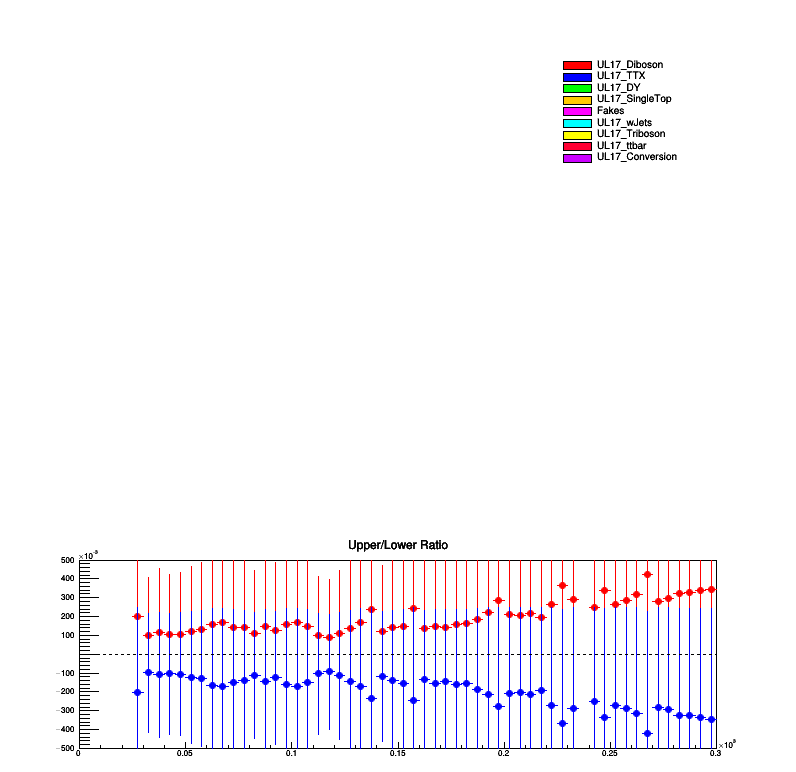 UL17_Diboson
UL17_TTX
UL17_DY
UL17_SingleTop
Fakes
UL17_wJets
UL17_Triboson
UL17_ttbar
UL17_Conversion
Upper/Lower Ratio
×10⁻³
500
400
300
200
100
−100
−200
−300
−400
−500
0 0.05 0.1 0.15 0.2 0.25 0.3
×10³